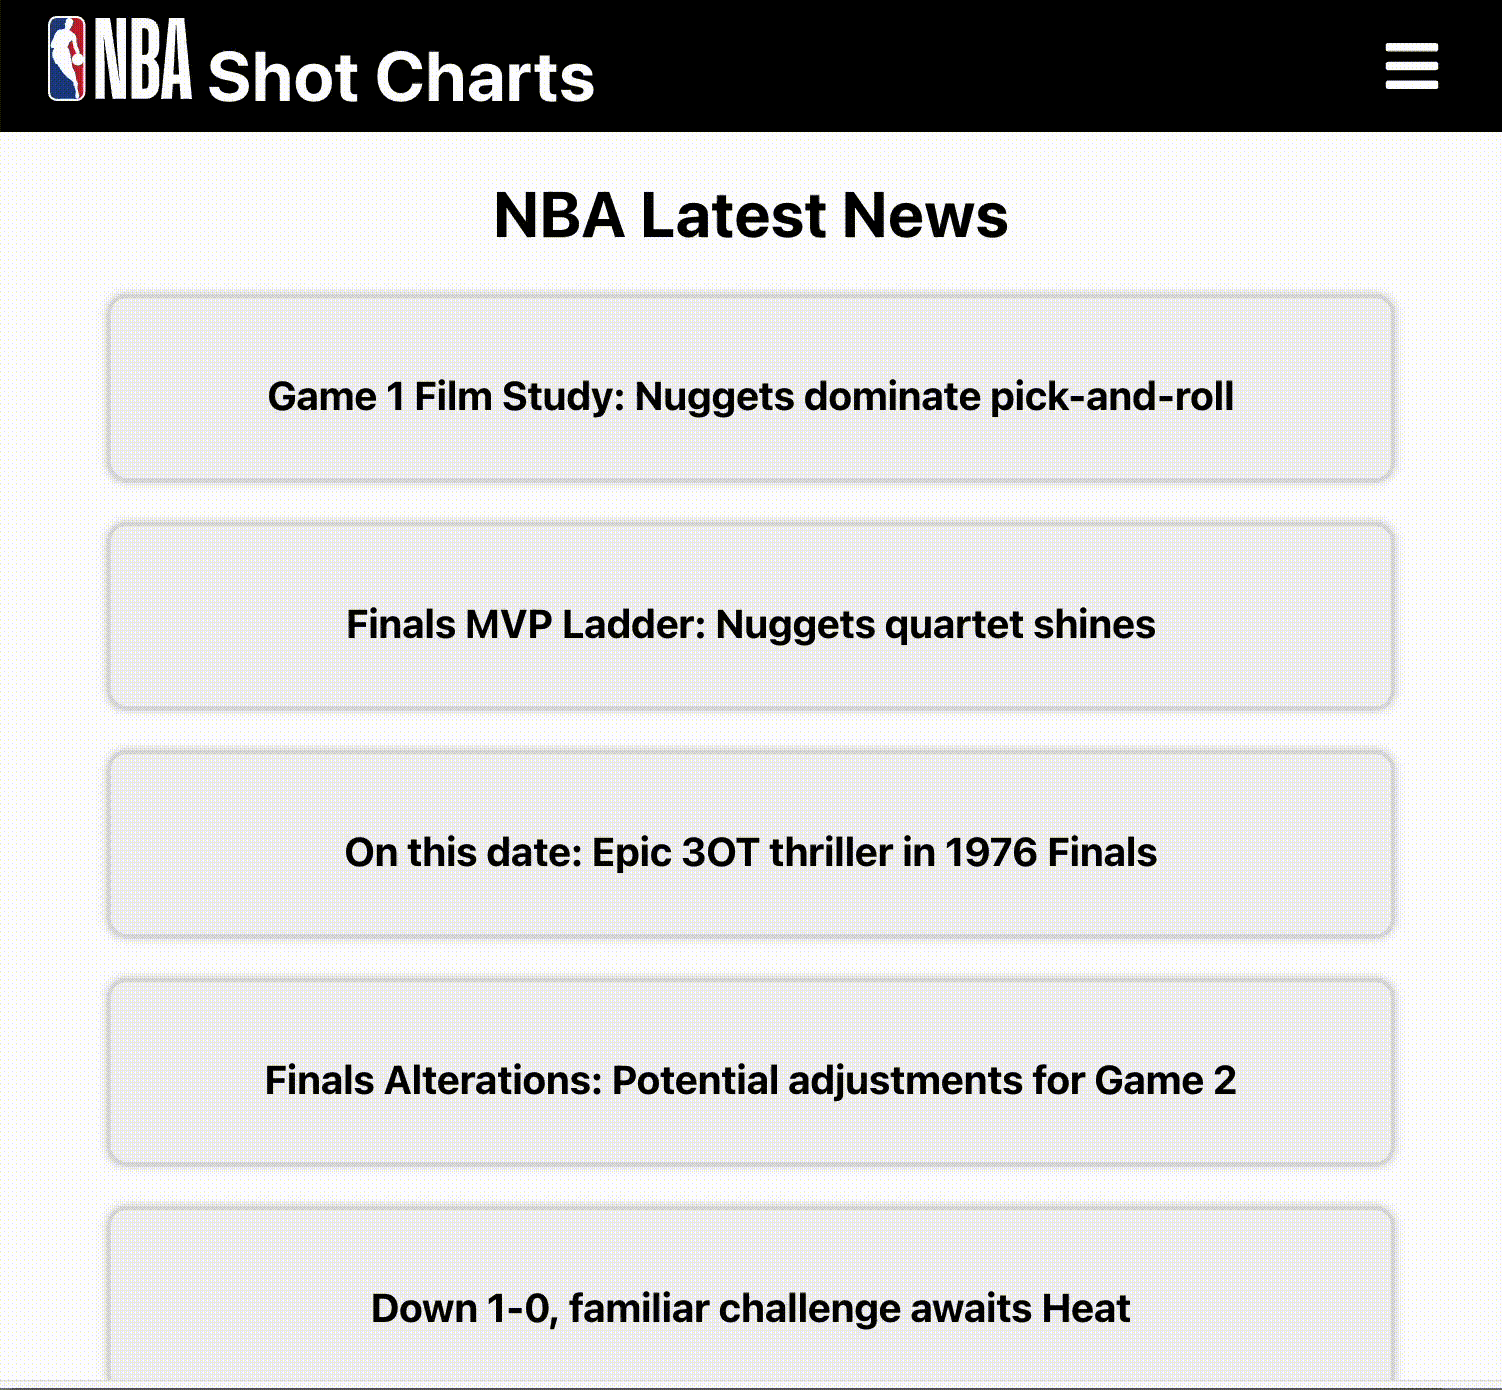 NBA Shot Charts
NBA Latest News
Game 1 Film Study: Nuggets dominate pick-and-roll
Finals MVP Ladder: Nuggets quartet shines
On this date: Epic 3OT thriller in 1976 Finals
Finals Alterations: Potential adjustments for Game 2
Down 1-0, familiar challenge awaits Heat